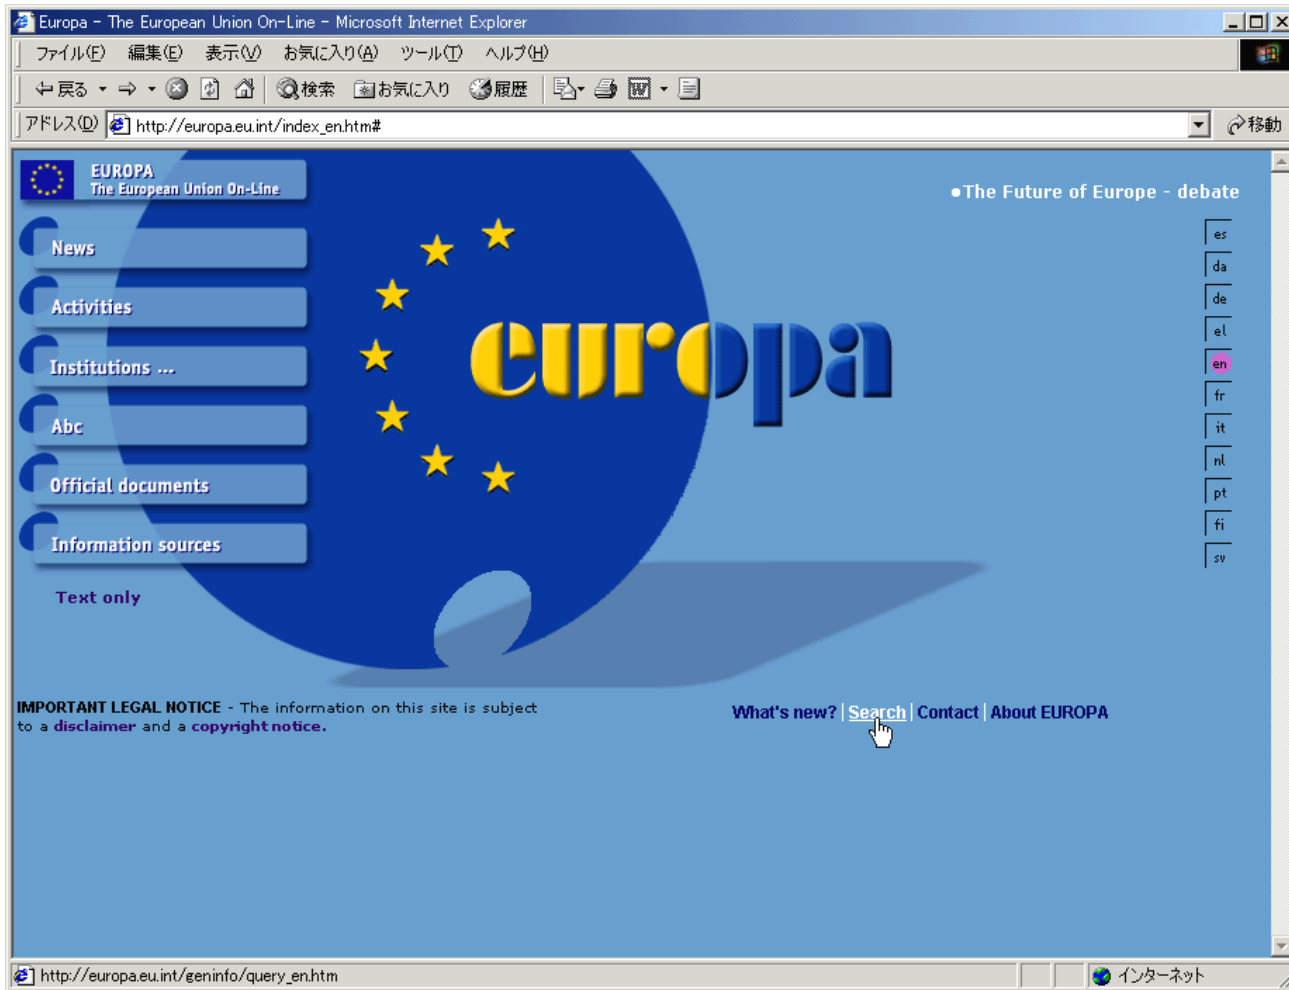 Europa - The European Union On-Line - Microsoft Internet Explorer
ファイル(F) 編集(E) 表示(V) お気に入り(A) ツール(T) ヘルプ(H)
戻る 検索 お気に入り 履歴
アドレス(D) http://europa.eu.int/index_en.htm# 移動
EUROPA
The European Union On-Line
The Future of Europe - debate
News
Activities
Institutions ...
Abc
Official documents
Information sources
Text only
europa
es
da
de
el
en
fr
it
nl
pt
fi
sv
IMPORTANT LEGAL NOTICE - The information on this site is subject
to a disclaimer and a copyright notice.
What's new? | Search | Contact | About EUROPA
http://europa.eu.int/geninfo/query_en.htm インターネット